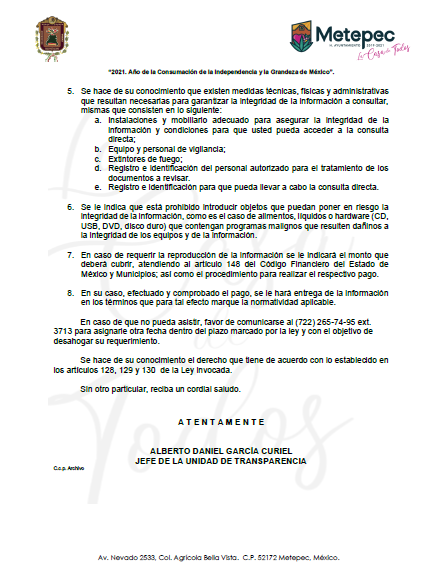 Metepec
H. AYUNTAMIENTO 2019-2021
La Casa de Todos
"2021. Año de la Consumación de la Independencia y la Grandeza de México".
5. Se hace de su conocimiento que existen medidas técnicas, físicas y administrativas
que resultan necesarias para garantizar la integridad de la información a consultar,
mismas que consisten en lo siguiente:
a. Instalaciones y mobiliario adecuado para asegurar la integridad de la
información y condiciones para que usted pueda acceder a la consulta
directa;
b. Equipo y personal de vigilancia;
c. Extintores de fuego;
d. Registro e identificación del personal autorizado para el tratamiento de los
documentos a revisar.
e. Registro e identificación para que pueda llevar a cabo la consulta directa.
6. Se le indica que está prohibido introducir objetos que puedan poner en riesgo la
integridad de la información, como es el caso de alimentos, líquidos o hardware (CD,
USB, DVD, disco duro) que contengan programas malignos que resulten dañinos a
la integridad de los equipos y de la información.
7. En caso de requerir la reproducción de la información se le indicará el monto que
deberá cubrir, atendiendo al artículo 148 del Código Financiero del Estado de
México y Municipios; así como el procedimiento para realizar el respectivo pago.
8. En su caso, efectuado y comprobado el pago, se le hará entrega de la información
en los términos que para tal efecto marque la normatividad aplicable.
En caso de que no pueda asistir, favor de comunicarse al (722) 265-74-95 ext.
3713 para asignarle otra fecha dentro del plazo marcado por la ley y con el objetivo de
desahogar su requerimiento.
Se hace de su conocimiento el derecho que tiene de acuerdo con lo establecido en
los artículos 128, 129 y 130 de la Ley invocada.
Sin otro particular, reciba un cordial saludo.
A T E N T A M E N T E
ALBERTO DANIEL GARCÍA CURIEL
JEFE DE LA UNIDAD DE TRANSPARENCIA
C.c.p. Archivo
Av. Nevado 2533, Col. Agrícola Bella Vista. C.P. 52172 Metepec, México.